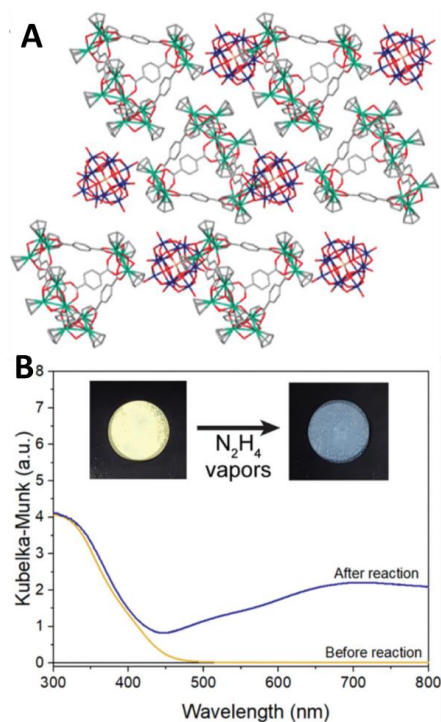 A
B
8
7
6
5
4
3
2
1
0
Kubelka-Munk (a.u.)
N₂H₄
vapors
After reaction
Before reaction
300 400 500 600 700 800
Wavelength (nm)